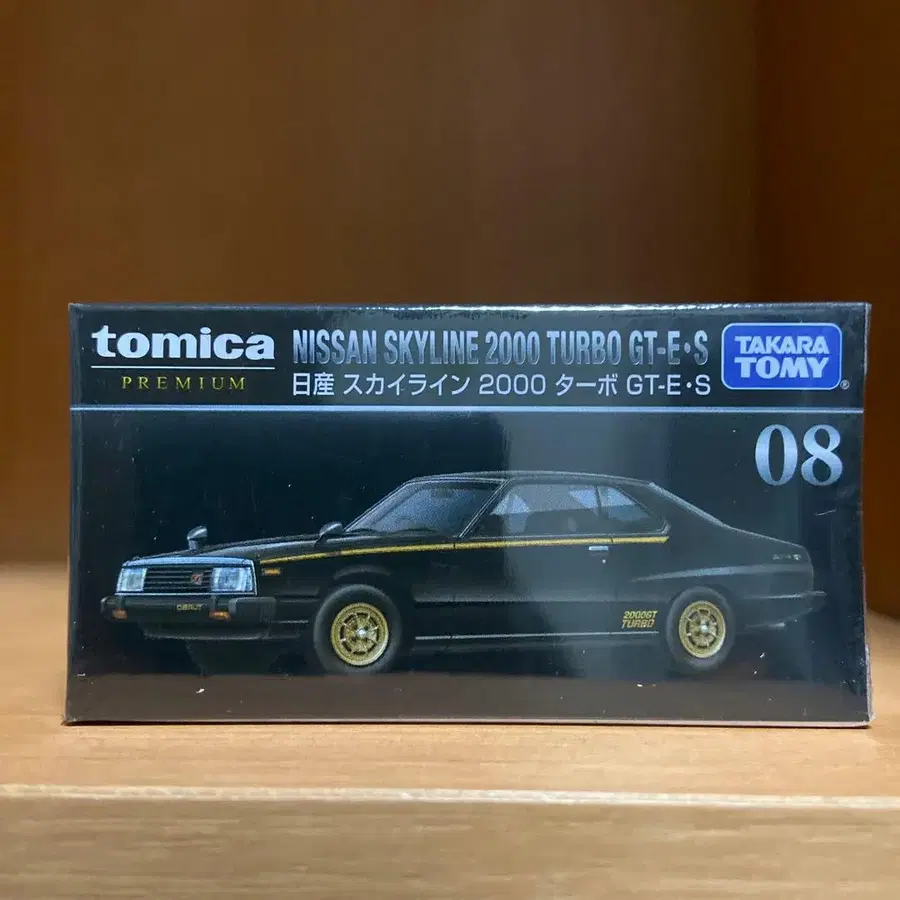 tomica
PREMIUM
NISSAN SKYLINE 2000 TURBO GT-E•S
日産 スカイライン 2000 ターボ GT-E•S
TAKARA
TOMY®
08
2000GT
TURBO